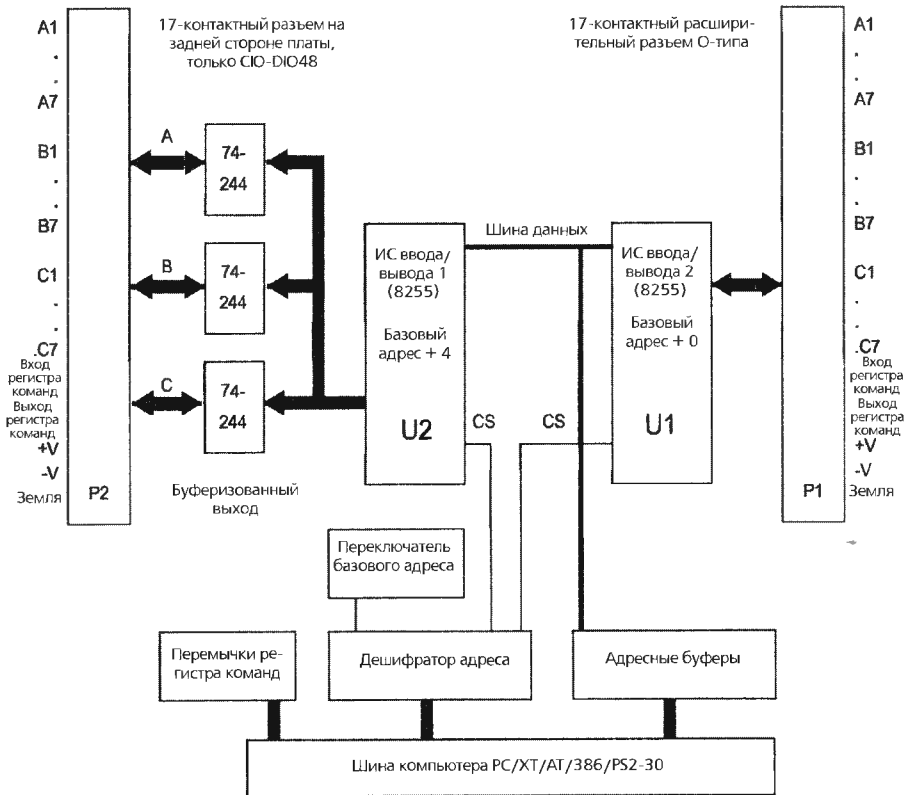 A1
.
.
A7
B1
.
.
B7
C1
.
.
.C7
Вход
регистра
команд
Выход
регистра
команд
+V
-V
Земля
P2
17-контактный разъем на
задней стороне платы,
только CIO-DIO48
A
74-
244
B
74-
244
C
74-
244
Буферизованный
выход
ИС ввода/
вывода 1
(8255)
Базовый
адрес + 4
U2
Шина данных
CS
CS
ИС ввода/
вывода 2
(8255)
Базовый
адрес + 0
U1
17-контактный расшири-
тельный разъем O-типа
P1
A1
.
.
A7
B1
.
.
B7
C1
.
.
.C7
Вход
регистра
команд
Выход
регистра
команд
+V
-V
Земля
Переключатель
базового адреса
Перемычки ре-
гистра команд
Дешифратор адреса
Адресные буферы
Шина компьютера PC/XT/AT/386/PS2-30